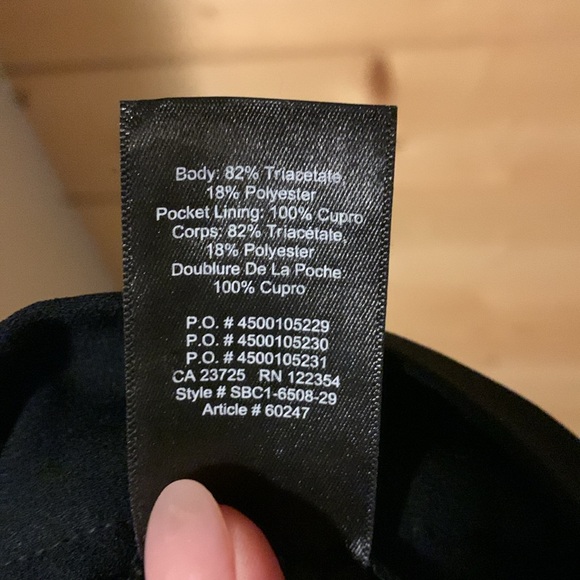 Body: 82% Triacetate,
18% Polyester
Pocket Lining: 100% Cupro
Corps: 82% Triacétate,
18% Polyester
Doublure De La Poche:
100% Cupro
P.O. # 4500105229
P.O. # 4500105230
P.O. # 4500105231
CA 23725 RN 122354
Style # SBC1-6508-29
Article # 60247